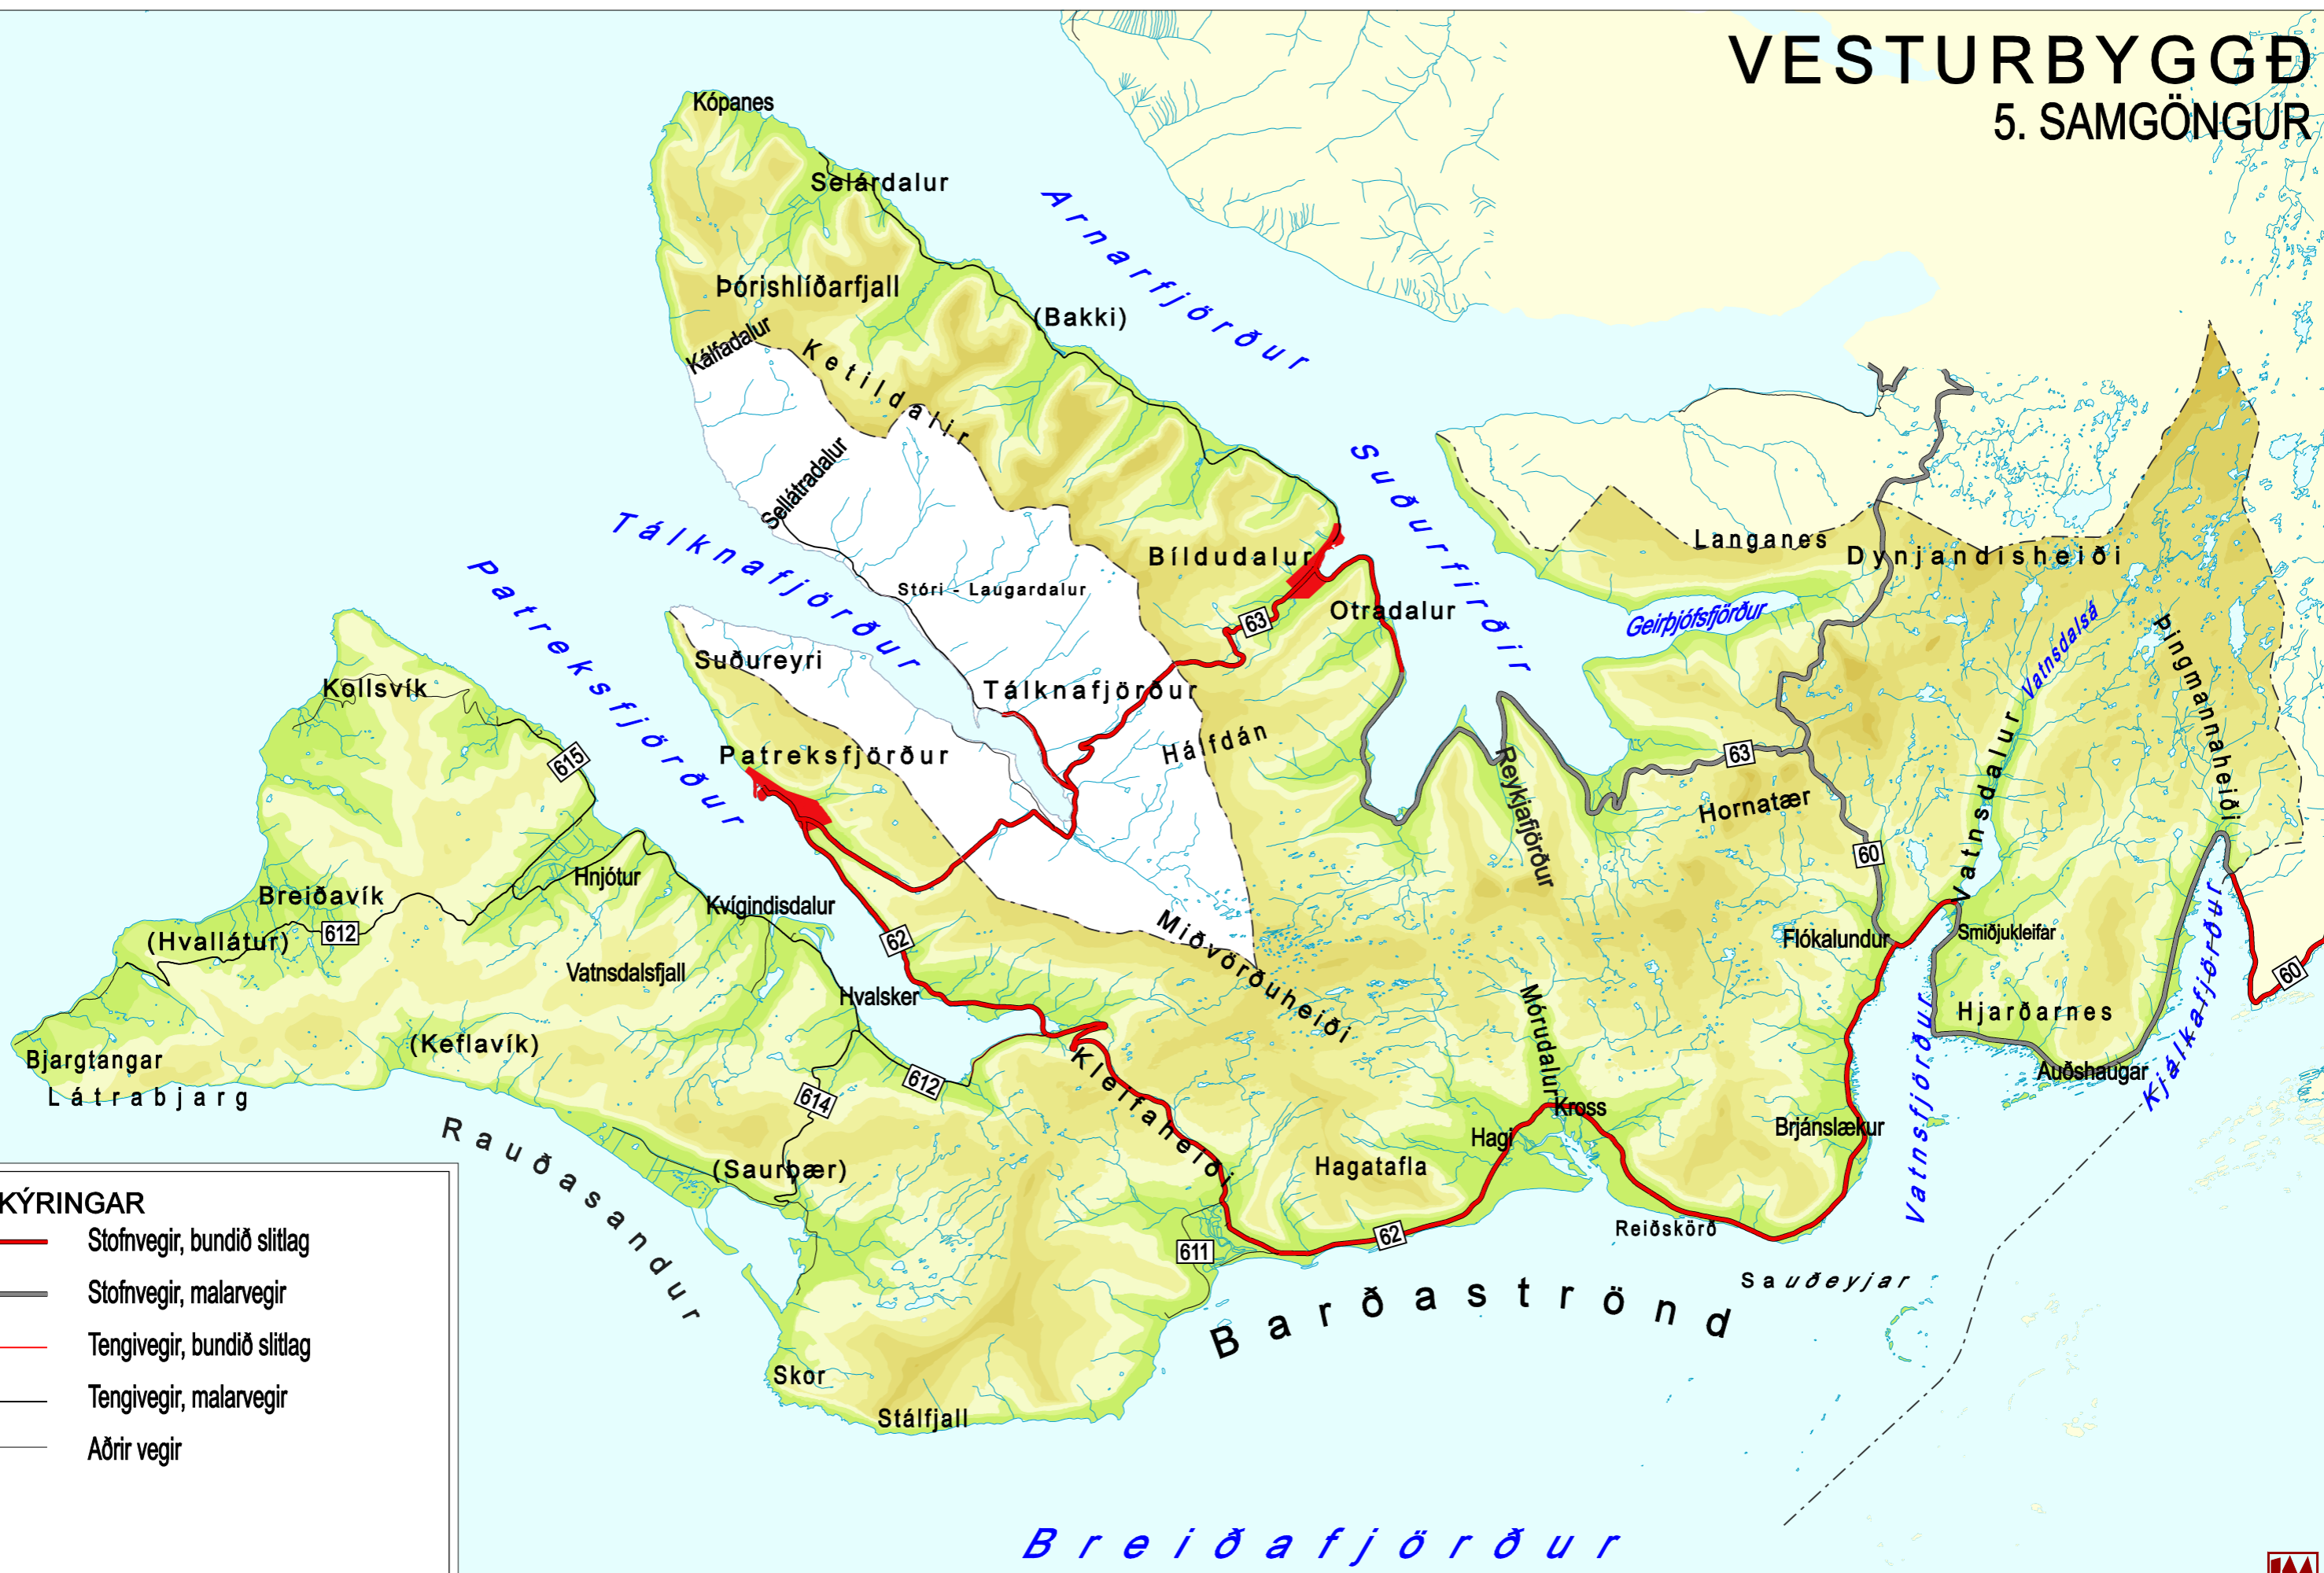 VESTURBYGGÐ
5. SAMGÖNGUR
Kópanes
Selárdalur
Arnarfjörður
Þórishlíðarfjall
(Bakki)
Kálfadalur
Ketildalir
Sellátradalur
Suðurfirðir
Tálknafjörður
Patreksfjörður
Langanes
Dynjandisheiði
Bíldudalur
Stóri - Laugardalur
Otradalur
63
Geirþjófsfjörður
Vatnsdalsá
Þingmannaheiði
Suðureyri
Kollsvík
Tálknafjörður
Hálfdán
Patreksfjörður
615
Reykjafjörður
63
Hornatær
Vatnsdalur
60
Hnjótur
Breiðavík
Kvígindisdalur
612
(Hvallátur)
62
Miðvörðuheiði
Flókalundur
Smiðjukleifar
Vatnsdalsfjall
Hvalsker
60
Mórudalur
Hjarðarnes
Kjálkafjörður
Vatnsfjörður
(Keflavík)
Bjargtangar
Látrabjarg
Kleifaheiði
612
614
Auðshaugar
Kross
Hagi
Brjánslækur
Rauðasandur
(Saurbær)
Hagatafla
Reiðskörð
62
611
Sauðeyjar
Barðaströnd
Skor
Stálfjall
Breiðafjörður
KÝRINGAR
Stofnvegir, bundið slitlag
Stofnvegir, malarvegir
Tengivegir, bundið slitlag
Tengivegir, malarvegir
Aðrir vegir